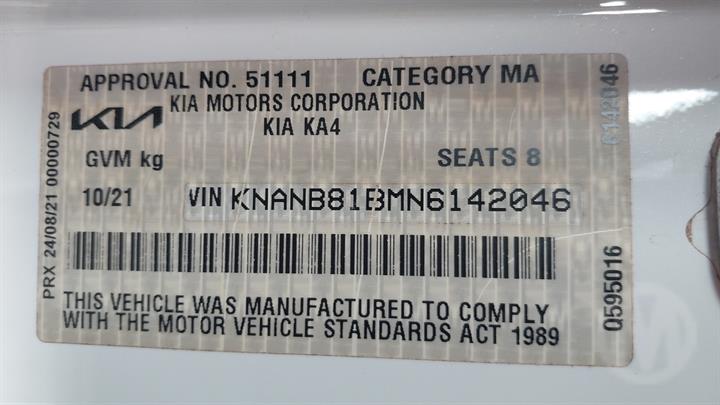 APPROVAL NO. 51111 CATEGORY MA
KIA KIA MOTORS CORPORATION
KIA KA4
GVM kg SEATS 8
10/21 VIN KNANB81BMN6142046
THIS VEHICLE WAS MANUFACTURED TO COMPLY
WITH THE MOTOR VEHICLE STANDARDS ACT 1989
PRX 24/08/21 00000729
6142046
Q595016